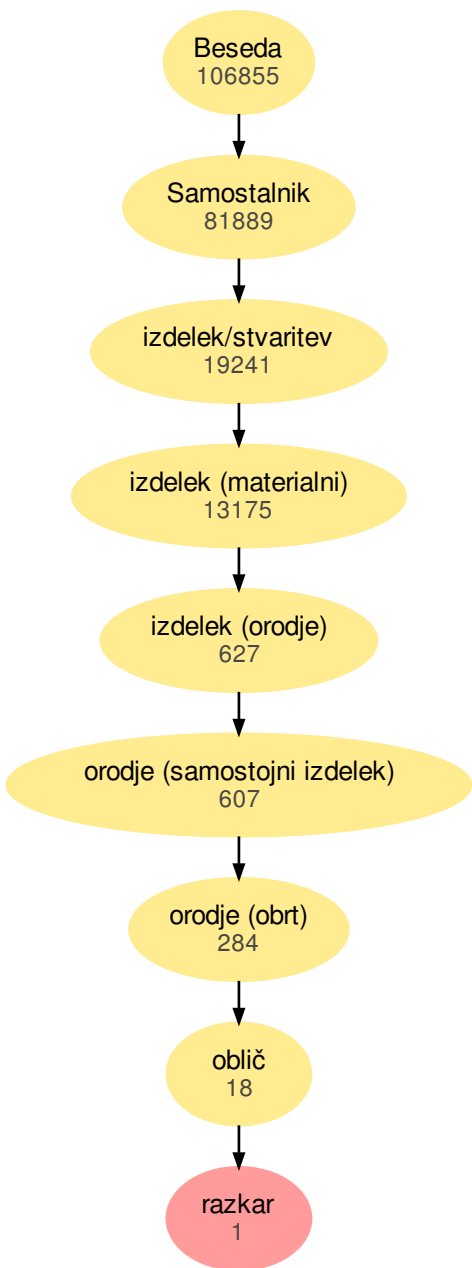 Beseda
106855
Samostalnik
81889
izdelek/stvaritev
19241
izdelek (materialni)
13175
izdelek (orodje)
627
orodje (samostojni izdelek)
607
orodje (obrt)
284
oblič
18
razkar
1